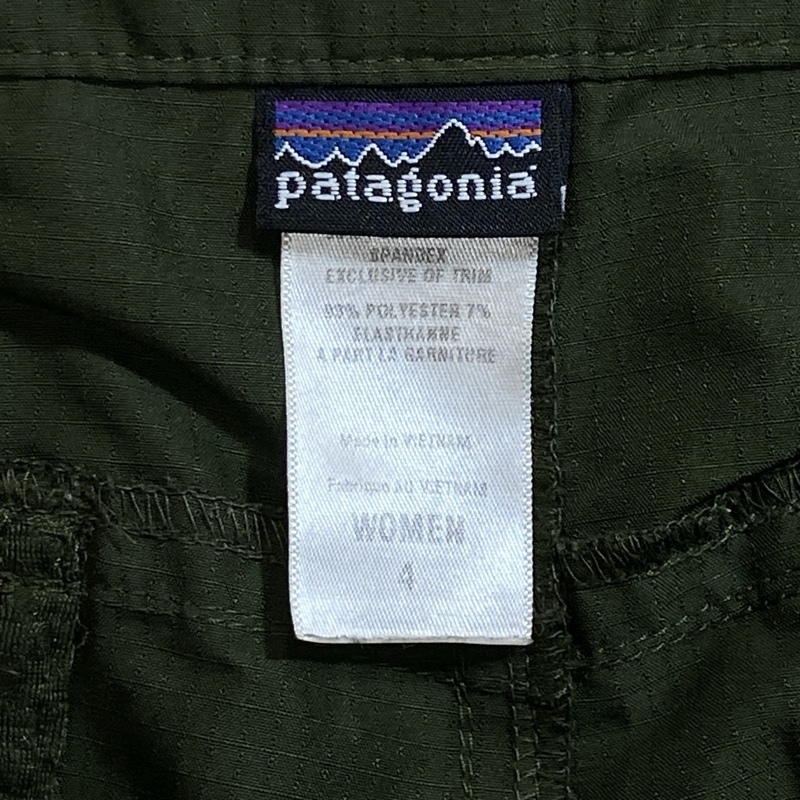 patagonia
SPANDEX
EXCLUSIVE OF TRIM
93% POLYESTER 7%
ELASTHANNE
A PART LA GARNITURE
Made in VIETNAM
Fabrique AU VIETNAM
WOMEN
4